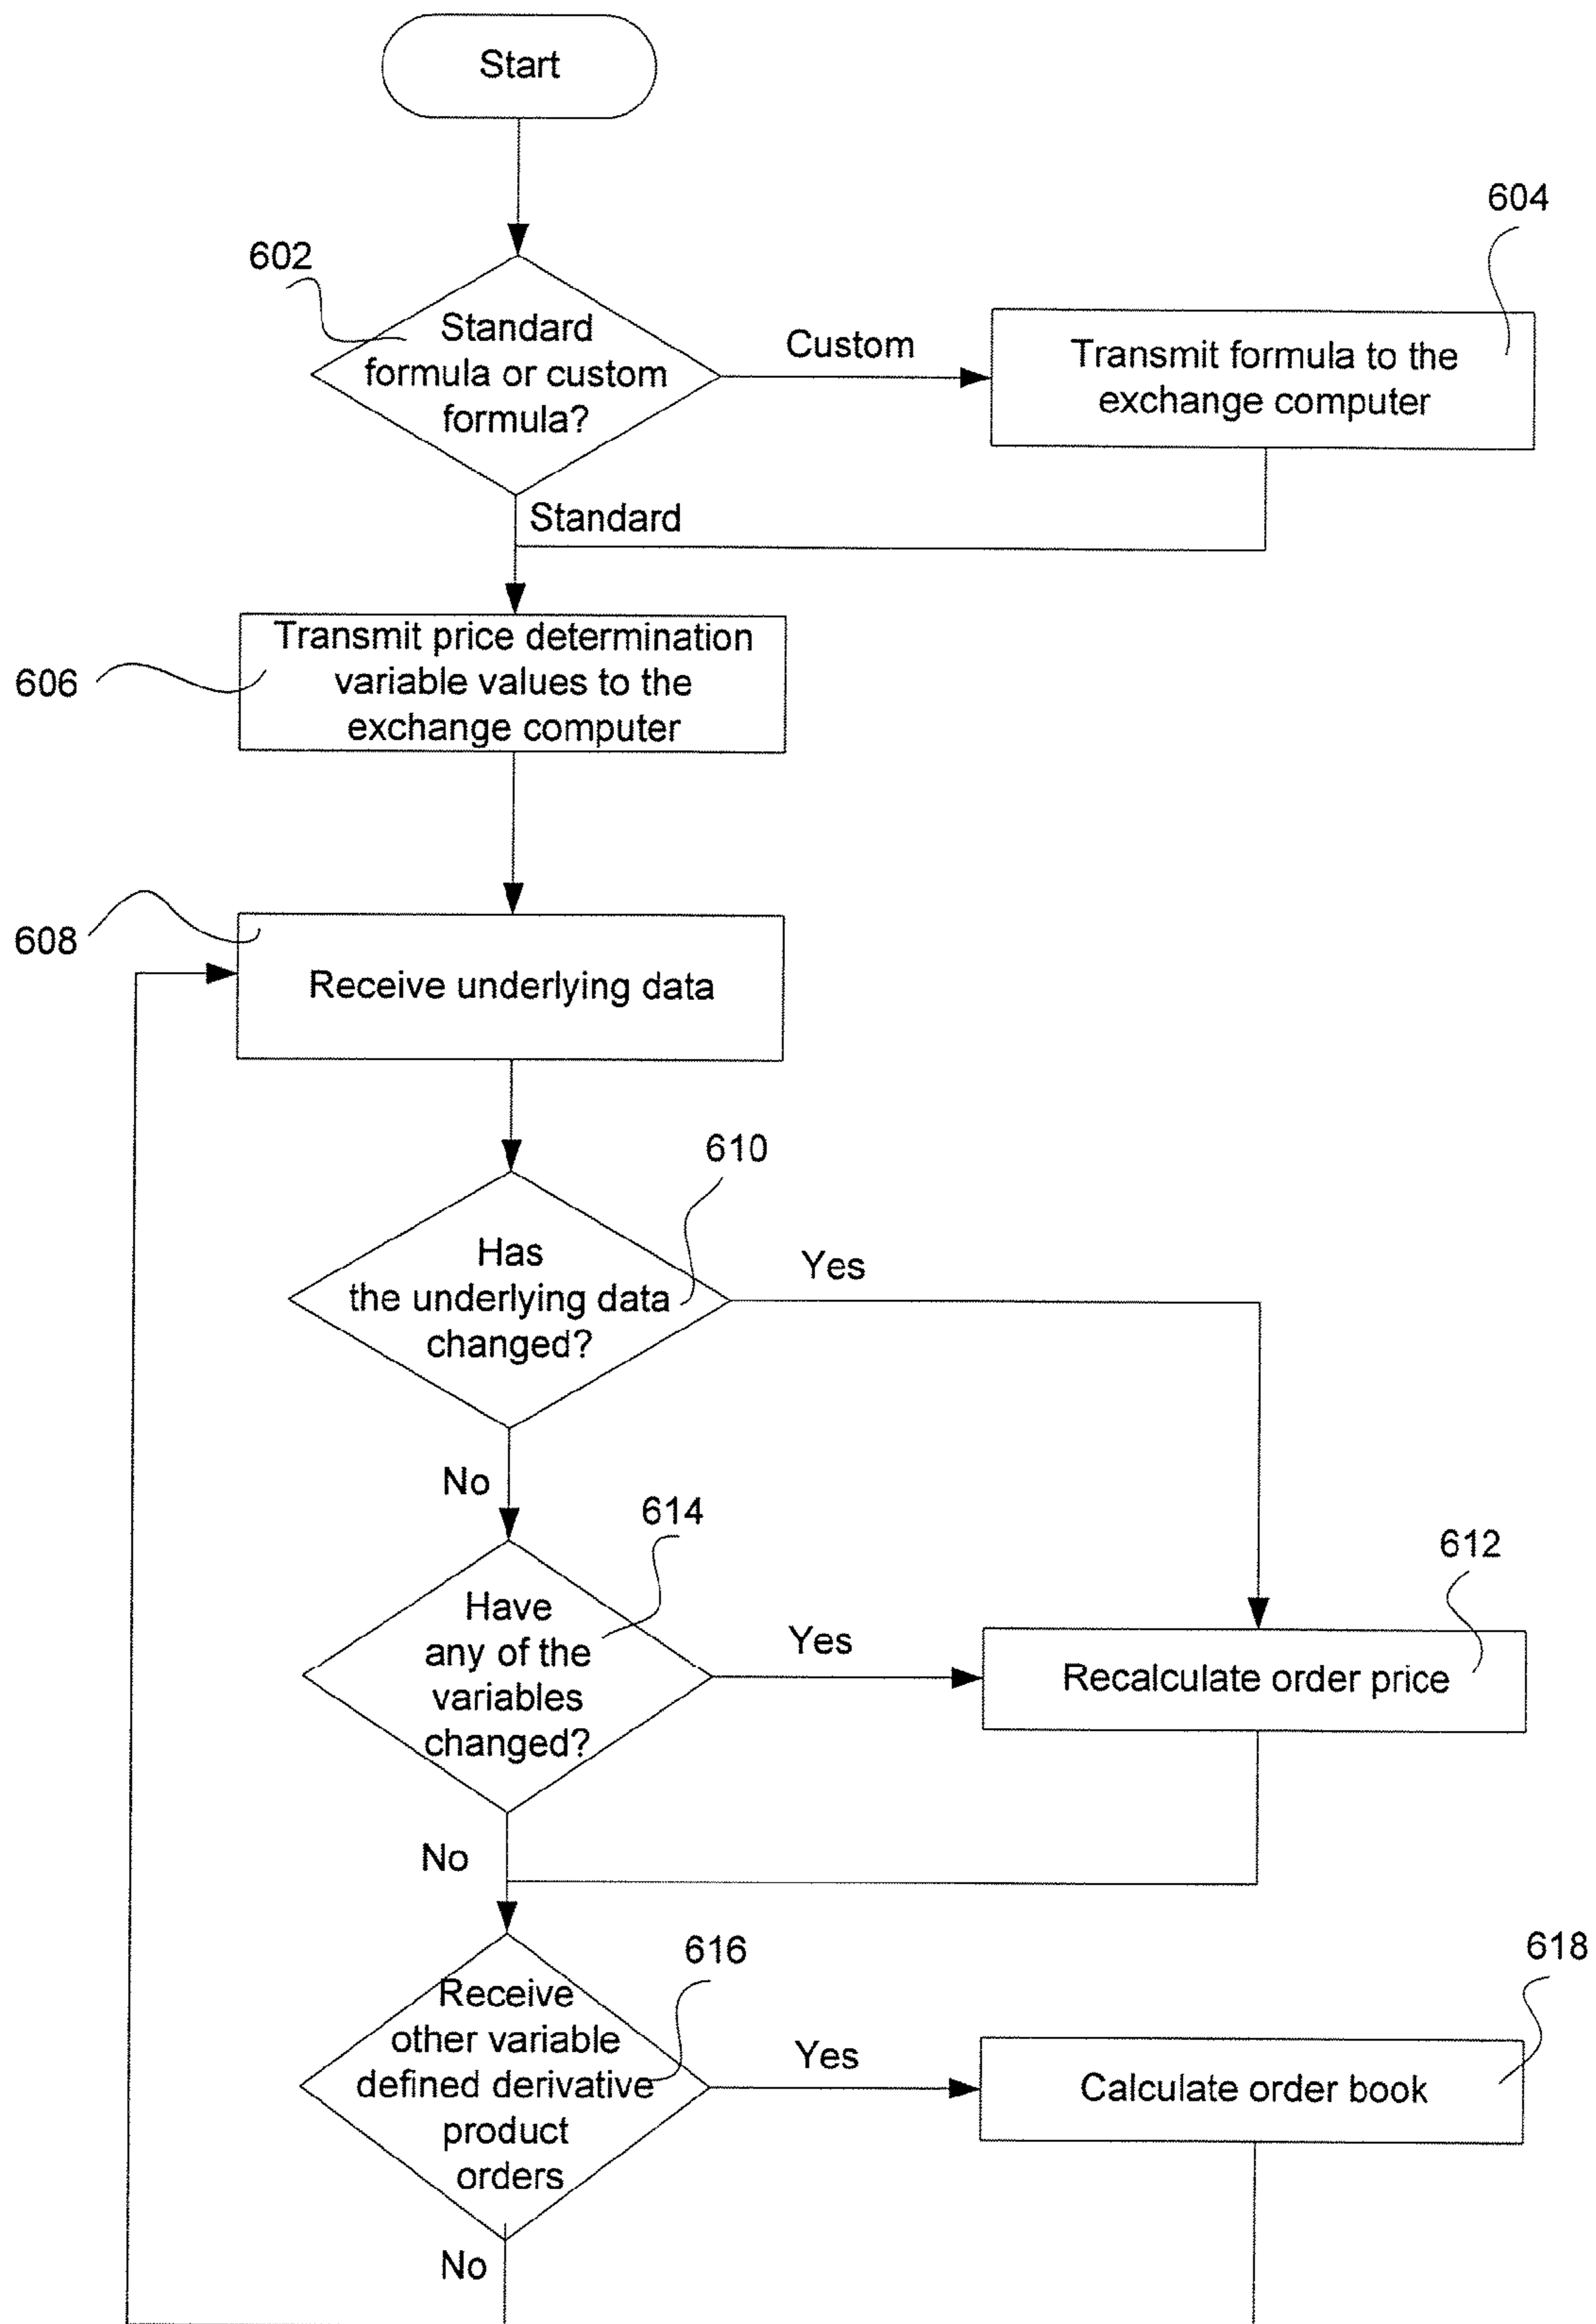 Start
604
602
Standard
formula or custom
formula?
Custom
Transmit formula to the
exchange computer
Standard
606
Transmit price determination
variable values to the
exchange computer
608
Receive underlying data
610
Has
the underlying data
changed?
Yes
No
614
612
Have
any of the
variables
changed?
Yes
Recalculate order price
No
616
618
Receive
other variable
defined derivative
product
orders
Yes
Calculate order book
No